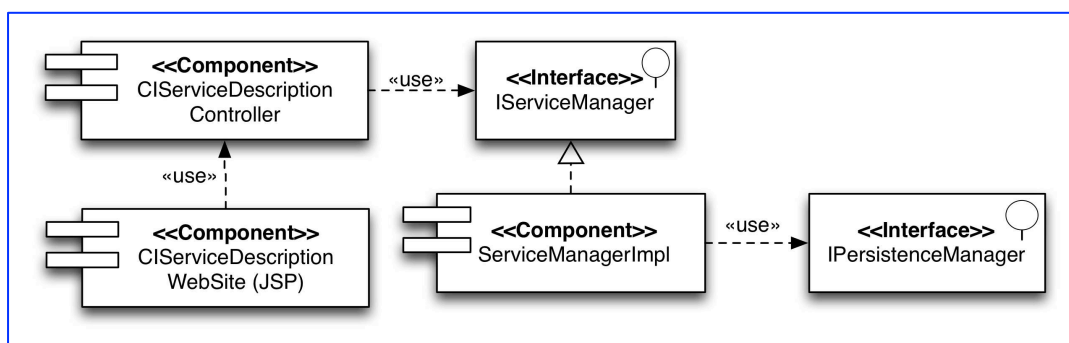 <<Component>>
CIServiceDescription
Controller
«use»
<<Interface>>
IServiceManager
«use»
<<Component>>
CIServiceDescription
WebSite (JSP)
<<Component>>
ServiceManagerImpl
«use»
<<Interface>>
IPersistenceManager